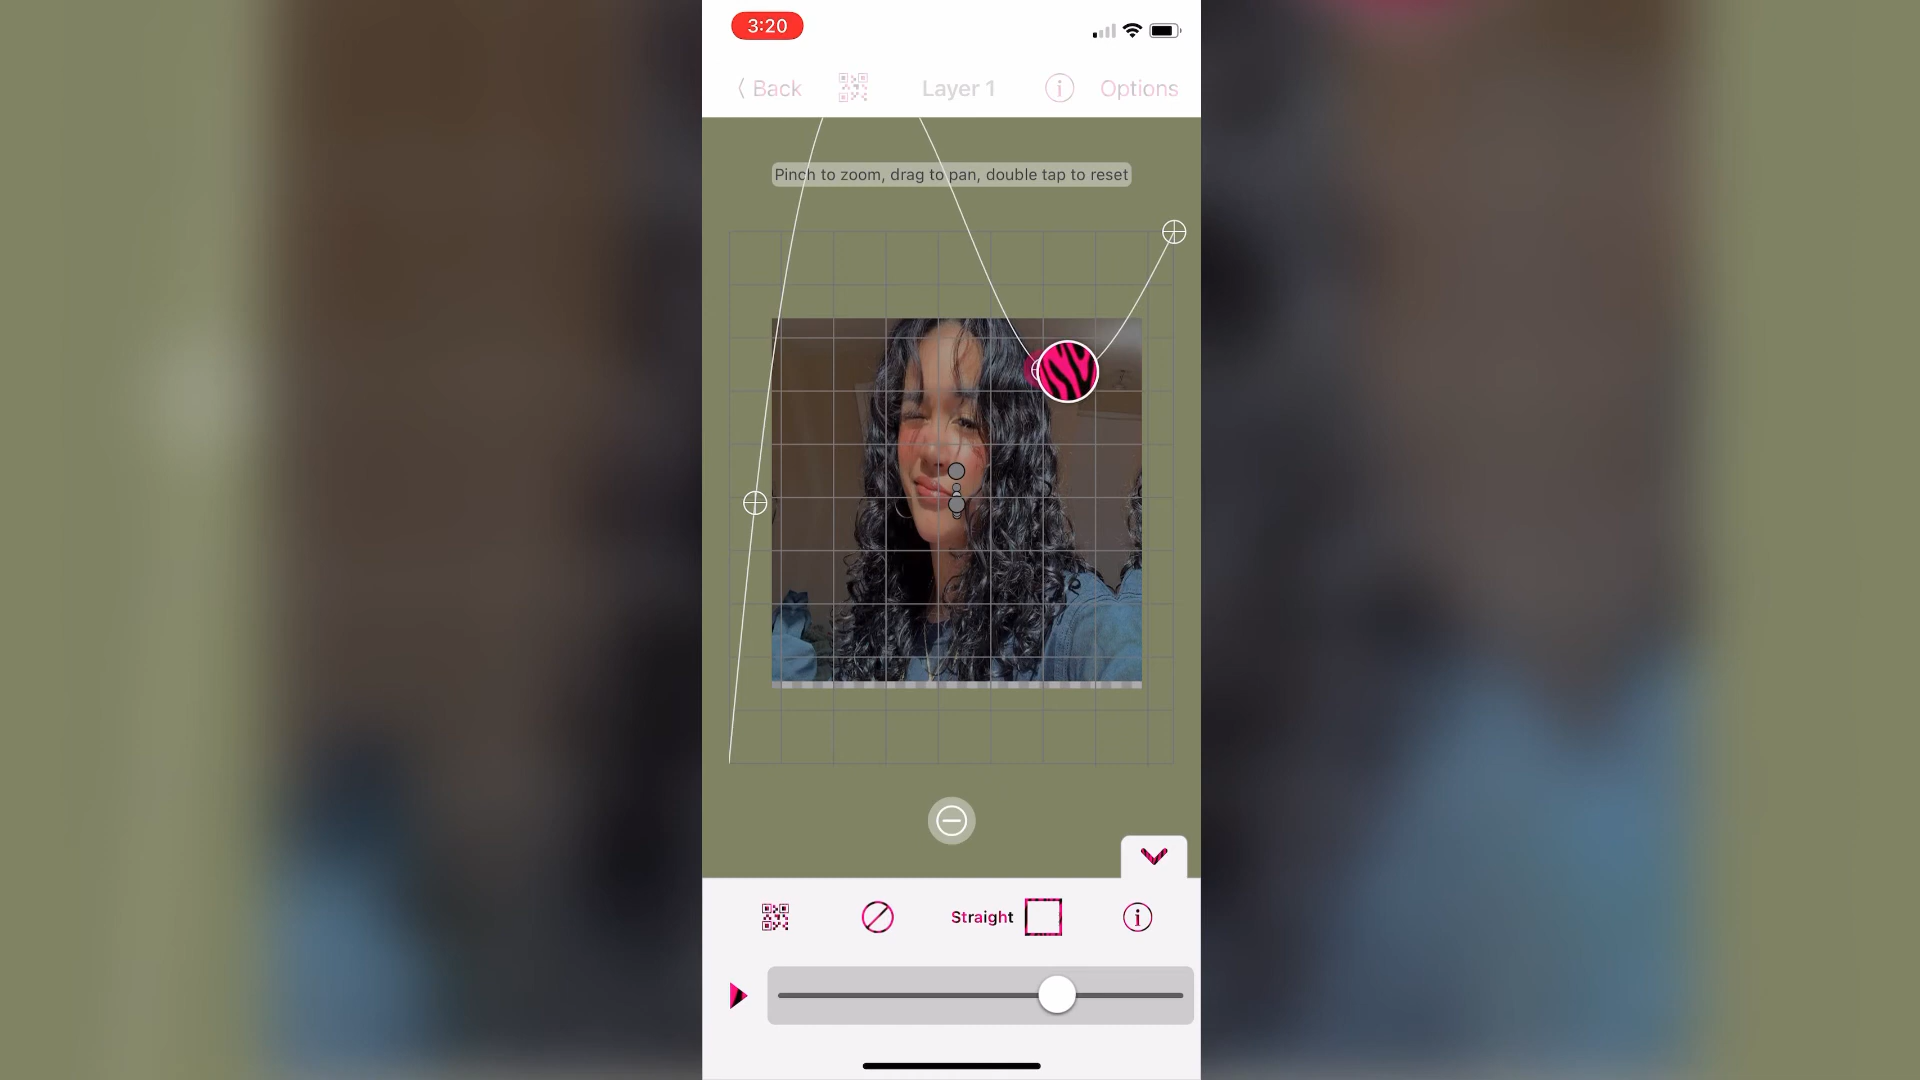 3:20
Back
Layer 1
Options
Pinch to zoom, drag to pan, double tap to reset
Straight